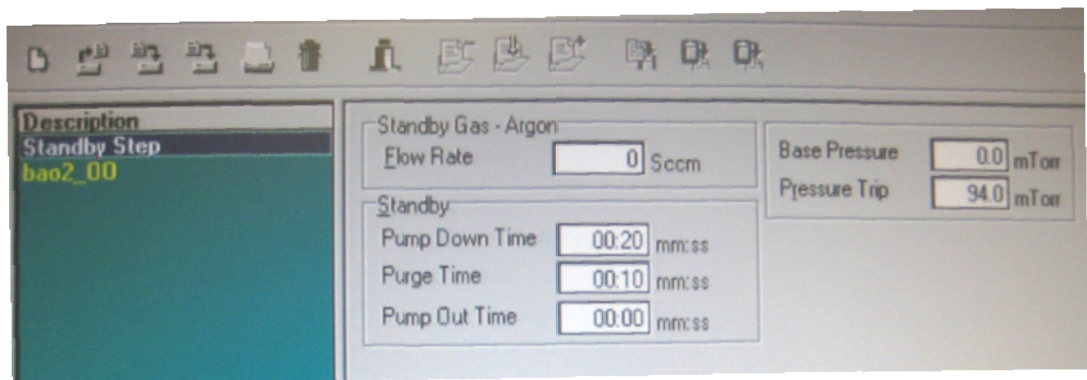 Description
Standby Step
bao2_00
Standby Gas - Argon
Flow Rate 0 Sccm
Standby
Pump Down Time 00:20 mm:ss
Purge Time 00:10 mm:ss
Pump Out Time 00:00 mm:ss
Base Pressure 0.0 mTorr
Pressure Trip 94.0 mTorr